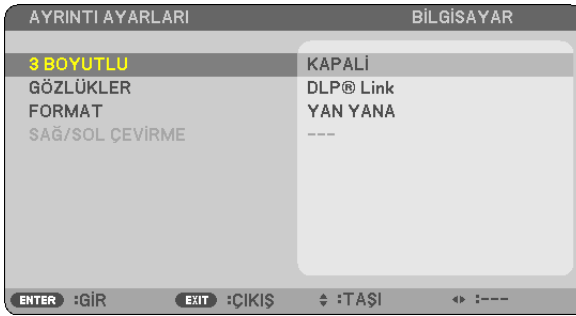 AYRINTI AYARLARI BİLGİSAYAR
3 BOYUTLU KAPALİ
GÖZLÜKLER DLP® Link
FORMAT YAN YANA
SAĞ/SOL ÇEVİRME ---
ENTER :GİR EXIT :ÇIKIŞ :TAŞI :---